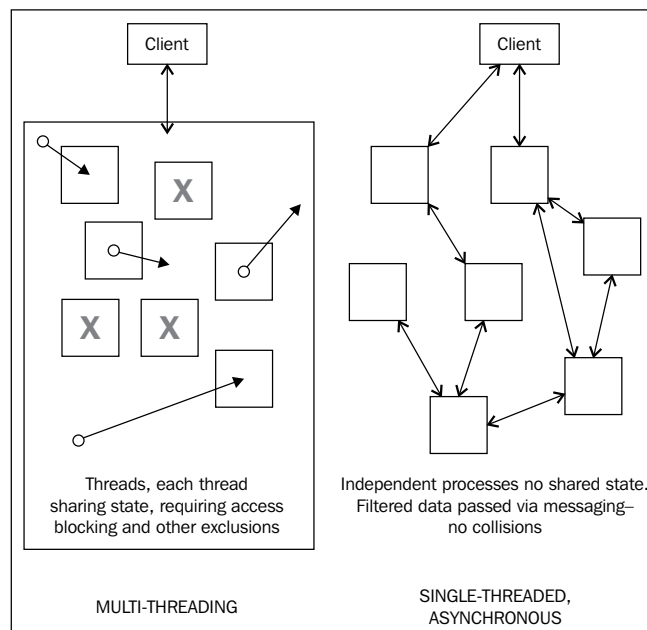 Client
X
X
X
Threads, each thread
sharing state, requiring access
blocking and other exclusions
MULTI-THREADING
Client
Independent processes no shared state.
Filtered data passed via messaging–
no collisions
SINGLE-THREADED,
ASYNCHRONOUS